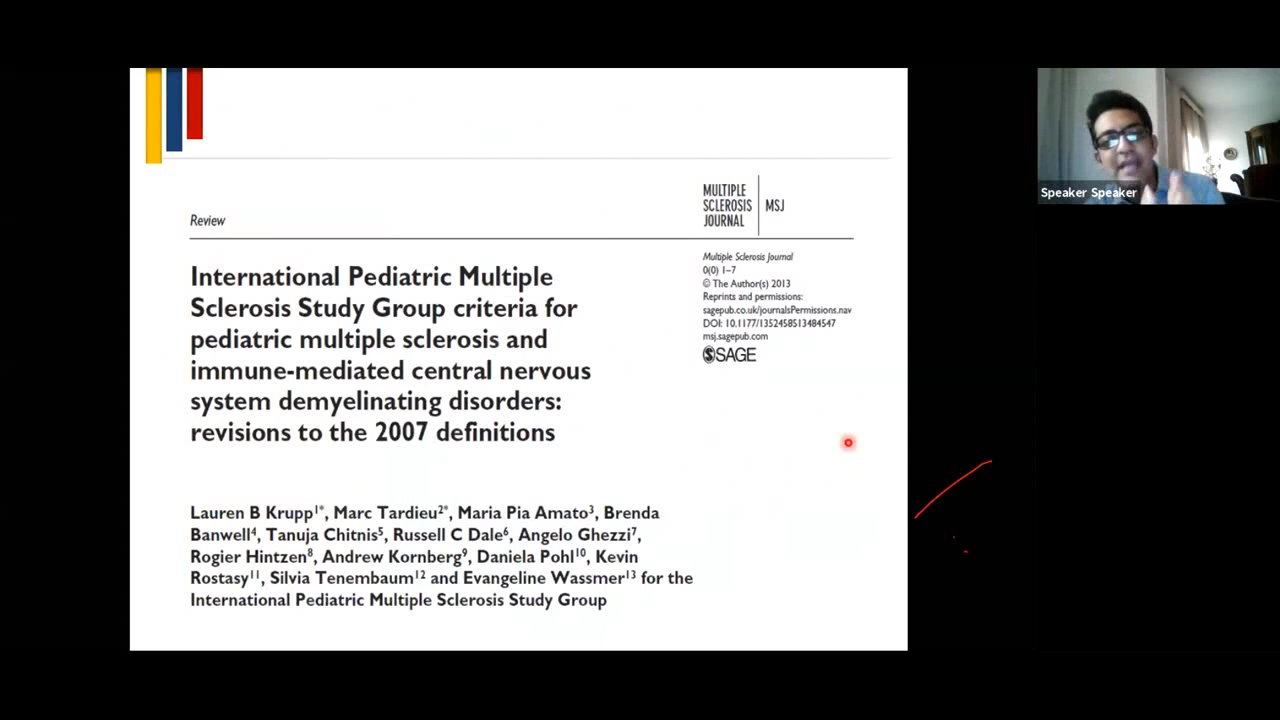 Review
MULTIPLE
SCLEROSIS
JOURNAL
MSJ
Multiple Sclerosis Journal
0(0) 1–7
© The Author(s) 2013
Reprints and permissions:
sagepub.co.uk/journalsPermissions.nav
DOI: 10.1177/1352458513484547
msj.sagepub.com
SAGE
International Pediatric Multiple
Sclerosis Study Group criteria for
pediatric multiple sclerosis and
immune-mediated central nervous
system demyelinating disorders:
revisions to the 2007 definitions
Lauren B Krupp1*, Marc Tardieu2*, Maria Pia Amato3, Brenda
Banwell4, Tanuja Chitnis5, Russell C Dale6, Angelo Ghezzi7,
Rogier Hintzen8, Andrew Kornberg9, Daniela Pohl10, Kevin
Rostasy11, Silvia Tenembaum12 and Evangeline Wassmer13 for the
International Pediatric Multiple Sclerosis Study Group
Speaker Speaker